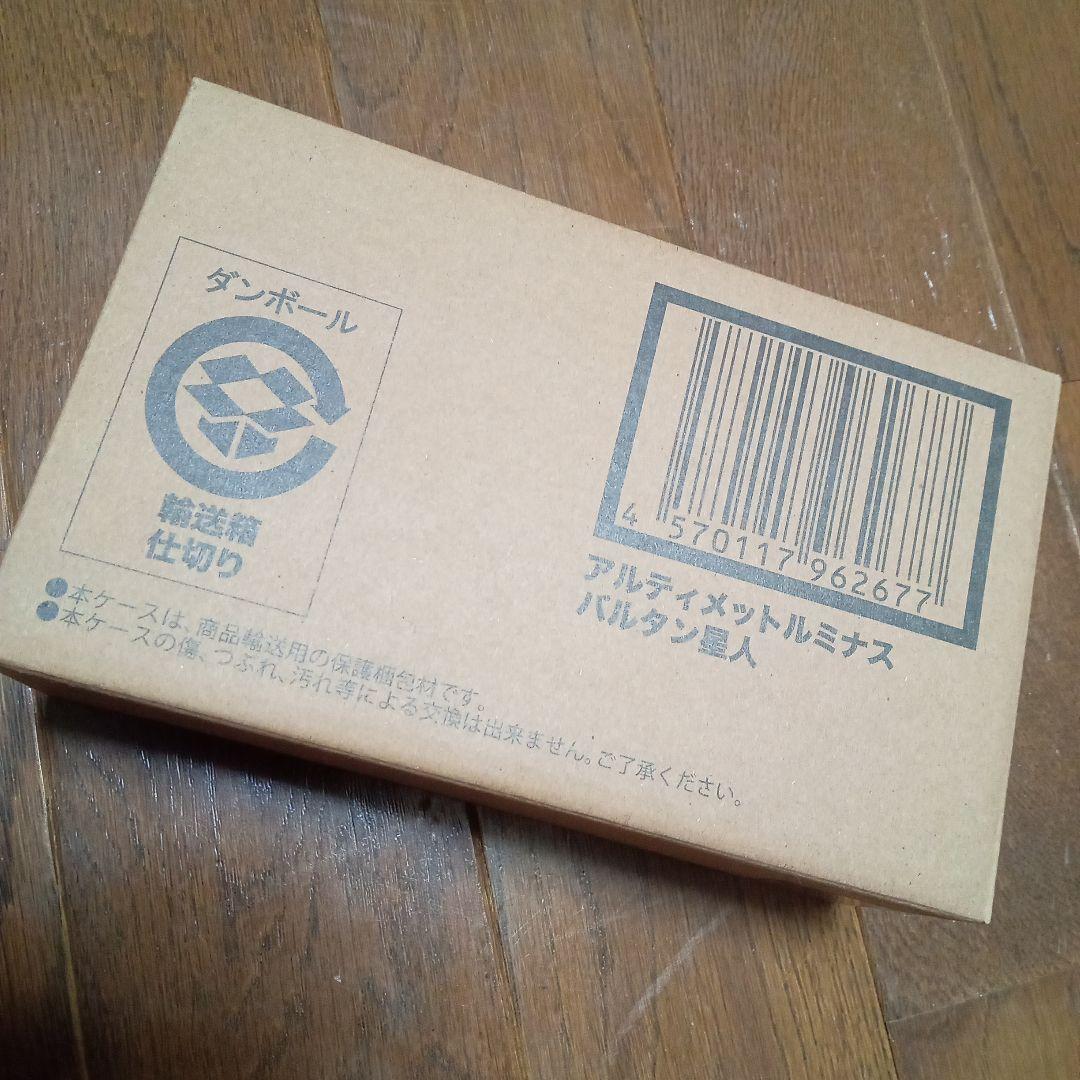 ダンボール
輸送箱
仕切り
4 570117 962677
アルティメットルミナス
バルタン星人
●本ケースは、商品輸送用の保護梱包材です。
●本ケースの傷、つぶれ、汚れ等による交換は出来ません。ご了承ください。